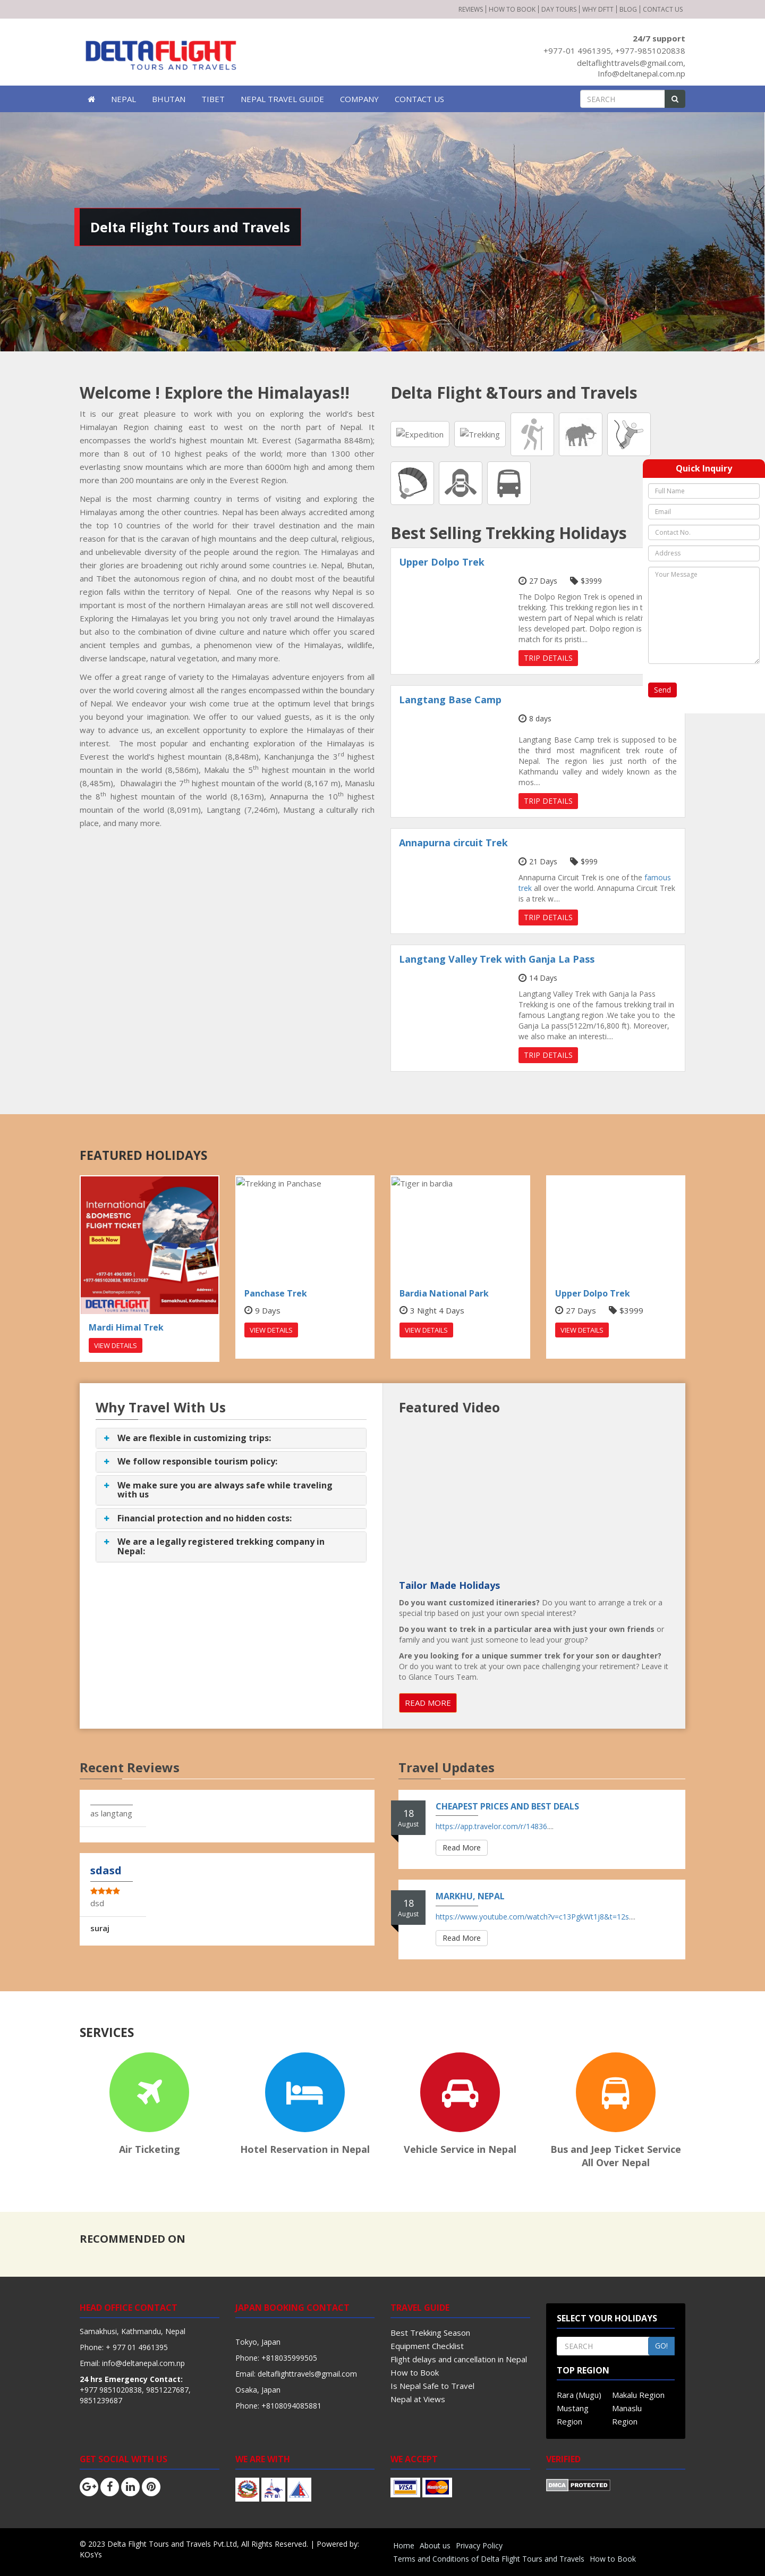 REVIEWS | HOW TO BOOK | DAY TOURS | WHY DFTT | BLOG | CONTACT US
DELTAFLIGHT
TOURS AND TRAVELS
24/7 support
+977-01 4961395, +977-9851020838
deltaflighttravels@gmail.com,
Info@deltanepal.com.np
NEPAL BHUTAN TIBET NEPAL TRAVEL GUIDE COMPANY CONTACT US
SEARCH
Delta Flight Tours and Travels
Welcome ! Explore the Himalayas!!
It is our great pleasure to work with you on exploring the world's best
Himalayan Region chaining east to west on the north part of Nepal. It
encompasses the world's highest mountain Mt. Everest (Sagarmatha 8848m);
more than 8 out of 10 highest peaks of the world; more than 1300 other
everlasting snow mountains which are more than 6000m high and among them
more than 200 mountains are only in the Everest Region.
Nepal is the most charming country in terms of visiting and exploring the
Himalayas among the other countries. Nepal has been always accredited among
the top 10 countries of the world for their travel destination and the main
reason for that is the caravan of high mountains and the deep cultural, religious,
and unbelievable diversity of the people around the region. The Himalayas and
their glories are broadening out richly around some countries i.e. Nepal, Bhutan,
and Tibet the autonomous region of china, and no doubt most of the beautiful
region falls within the territory of Nepal. One of the reasons why Nepal is so
important is most of the northern Himalayan areas are still not well discovered.
Exploring the Himalayas let you bring you not only travel around the Himalayas
but also to the combination of divine culture and nature which offer you scared
ancient temples and gumbas, a phenomenon view of the Himalayas, wildlife,
diverse landscape, natural vegetation, and many more.
We offer a great range of variety to the Himalayas adventure enjoyers from all
over the world covering almost all the ranges encompassed within the boundary
of Nepal. We endeavor your wish come true at the optimum level that brings
you beyond your imagination. We offer to our valued guests, as it is the only
way to advance us, an excellent opportunity to explore the Himalayas of their
interest. The most popular and enchanting exploration of the Himalayas is
Everest the world's highest mountain (8,848m), Kanchanjunga the 3rd highest
mountain in the world (8,586m), Makalu the 5th highest mountain in the world
(8,485m), Dhawalagiri the 7th highest mountain of the world (8,167 m), Manaslu
the 8th highest mountain of the world (8,163m), Annapurna the 10th highest
mountain of the world (8,091m), Langtang (7,246m), Mustang a culturally rich
place, and many more.
Delta Flight &Tours and Travels
Expedition
Trekking
Best Selling Trekking Holidays
Upper Dolpo Trek
27 Days $3999
The Dolpo Region Trek is opened in
trekking. This trekking region lies in t
western part of Nepal which is relati
less developed part. Dolpo region is
match for its pristi....
TRIP DETAILS
Langtang Base Camp
8 days
Langtang Base Camp trek is supposed to be
the third most magnificent trek route of
Nepal. The region lies just north of the
Kathmandu valley and widely known as the
mos....
TRIP DETAILS
Annapurna circuit Trek
21 Days $999
Annapurna Circuit Trek is one of the famous
trek all over the world. Annapurna Circuit Trek
is a trek w....
TRIP DETAILS
Langtang Valley Trek with Ganja La Pass
14 Days
Langtang Valley Trek with Ganja la Pass
Trekking is one of the famous trekking trail in
famous Langtang region .We take you to the
Ganja La pass(5122m/16,800 ft). Moreover,
we also make an interesti....
TRIP DETAILS
Quick Inquiry
Full Name
Email
Contact No.
Address
Your Message
Send
FEATURED HOLIDAYS
International
&DOMESTIC
FLIGHT TICKET
Book Now
+977-01 4961395 |
+977-9851020838, 9851227687
www.Deltanepal.com.np
Address:
Samakhusi, Kathmandu
DELTAFLIGHT
TOURS AND TRAVELS
Mardi Himal Trek
VIEW DETAILS
Trekking in Panchase
Panchase Trek
9 Days
VIEW DETAILS
Tiger in bardia
Bardia National Park
3 Night 4 Days
VIEW DETAILS
Upper Dolpo Trek
27 Days $3999
VIEW DETAILS
Why Travel With Us
+ We are flexible in customizing trips:
+ We follow responsible tourism policy:
+ We make sure you are always safe while traveling
with us
+ Financial protection and no hidden costs:
+ We are a legally registered trekking company in
Nepal:
Featured Video
Tailor Made Holidays
Do you want customized itineraries? Do you want to arrange a trek or a
special trip based on just your own special interest?
Do you want to trek in a particular area with just your own friends or
family and you want just someone to lead your group?
Are you looking for a unique summer trek for your son or daughter?
Or do you want to trek at your own pace challenging your retirement? Leave it
to Glance Tours Team.
READ MORE
Recent Reviews
as langtang
sdasd
dsd
suraj
Travel Updates
18
August
CHEAPEST PRICES AND BEST DEALS
https://app.travelor.com/r/14836....
Read More
18
August
MARKHU, NEPAL
https://www.youtube.com/watch?v=c13PgkWt1j8&t=12s....
Read More
SERVICES
Air Ticketing
Hotel Reservation in Nepal
Vehicle Service in Nepal
Bus and Jeep Ticket Service
All Over Nepal
RECOMMENDED ON
HEAD OFFICE CONTACT
Samakhusi, Kathmandu, Nepal
Phone: + 977 01 4961395
Email: info@deltanepal.com.np
24 hrs Emergency Contact:
+977 9851020838, 9851227687,
9851239687
JAPAN BOOKING COMTACT
Tokyo, Japan
Phone: +818035999505
Email: deltaflighttravels@gmail.com
Osaka, Japan
Phone: +8108094085881
TRAVEL GUIDE
Best Trekking Season
Equipment Checklist
Flight delays and cancellation in Nepal
How to Book
Is Nepal Safe to Travel
Nepal at Views
SELECT YOUR HOLIDAYS
SEARCH
GO!
TOP REGION
Rara (Mugu) Makalu Region
Mustang Manaslu
Region Region
GET SOCIAL WITH US
WE ARE WITH
NTB
WE ACCEPT
VISA
MasterCard
VERIFIED
DMCA PROTECTED
© 2023 Delta Flight Tours and Travels Pvt.Ltd, All Rights Reserved. | Powered by:
KOsYs
Home About us Privacy Policy
Terms and Conditions of Delta Flight Tours and Travels How to Book